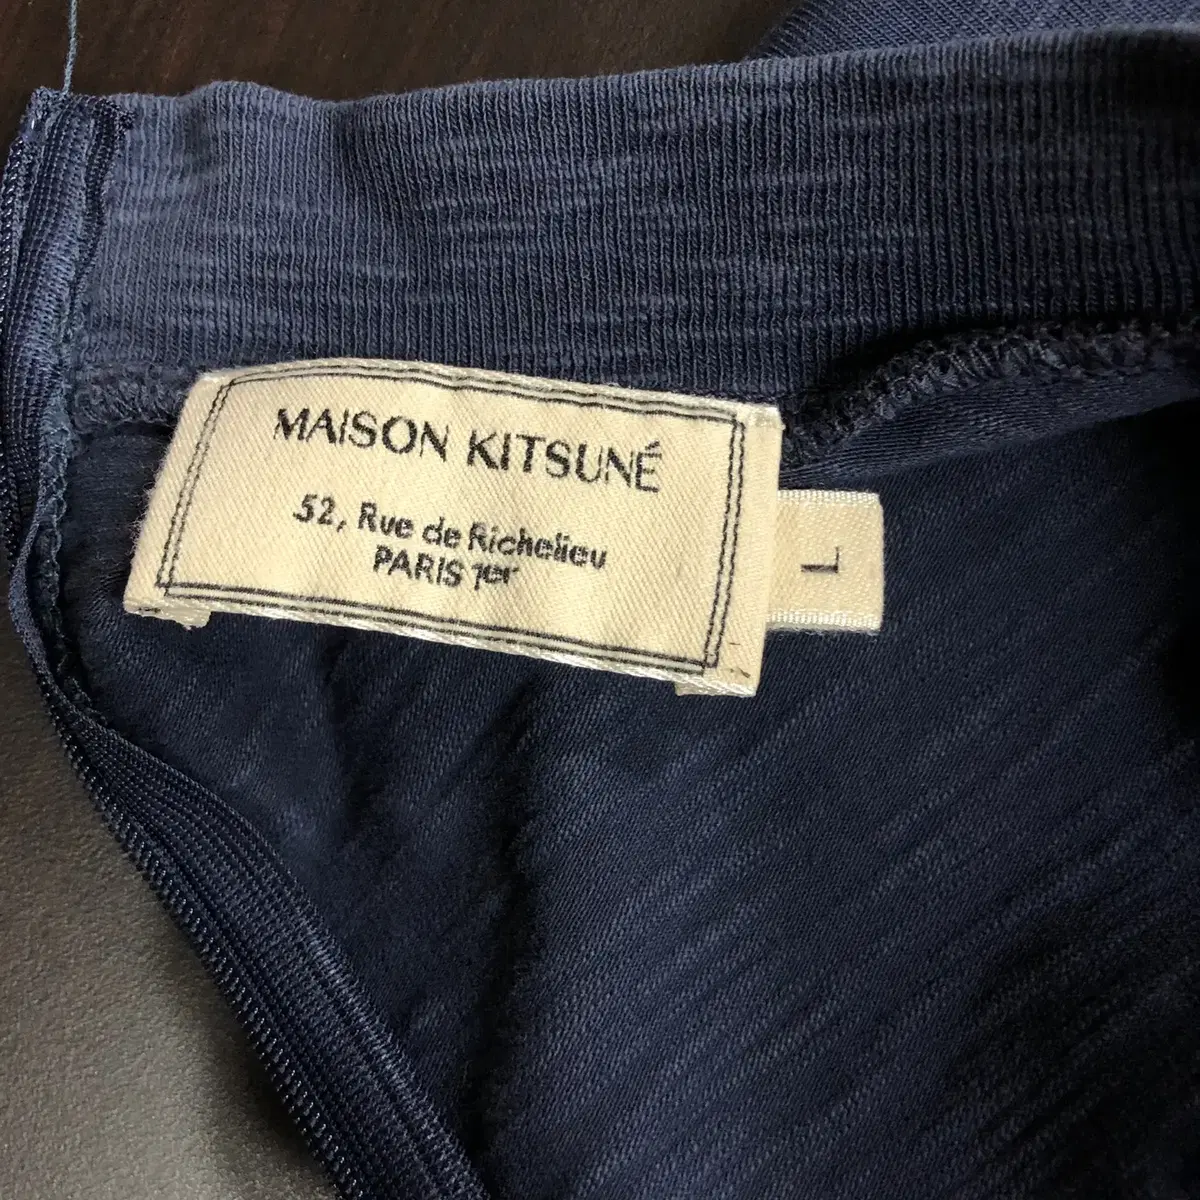 MAISON KITSUNÉ
52, Rue de Richelieu
PARIS 1er
L